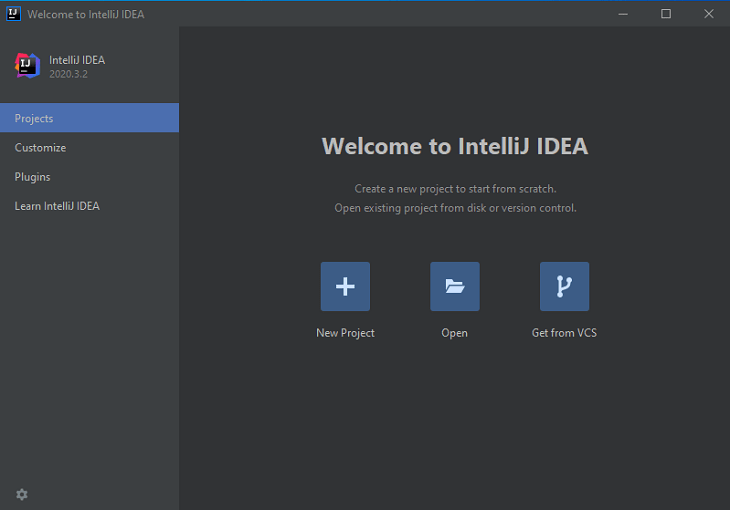 Welcome to IntelliJ IDEA
IntelliJ IDEA
2020.3.2
Projects
Customize
Plugins
Learn IntelliJ IDEA
Welcome to IntelliJ IDEA
Create a new project to start from scratch.
Open existing project from disk or version control.
New Project
Open
Get from VCS